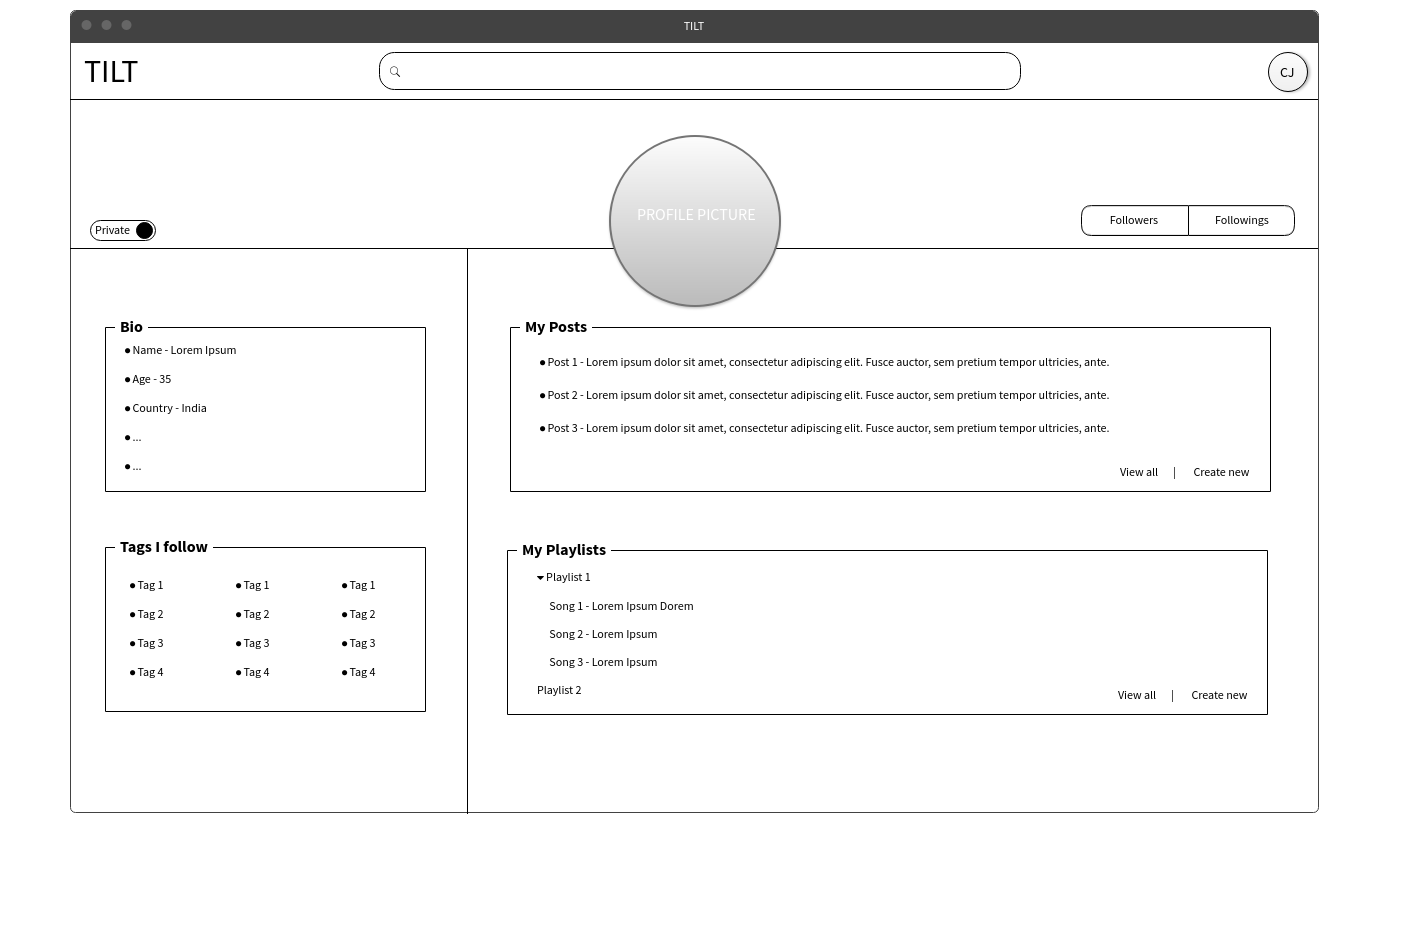 TILT
TILT
CJ
PROFILE PICTURE
Private
Followers
Followings
Bio
Name - Lorem Ipsum
Age - 35
Country - India
...
...
Tags I follow
Tag 1 Tag 1 Tag 1
Tag 2 Tag 2 Tag 2
Tag 3 Tag 3 Tag 3
Tag 4 Tag 4 Tag 4
My Posts
Post 1 - Lorem ipsum dolor sit amet, consectetur adipiscing elit. Fusce auctor, sem pretium tempor ultricies, ante.
Post 2 - Lorem ipsum dolor sit amet, consectetur adipiscing elit. Fusce auctor, sem pretium tempor ultricies, ante.
Post 3 - Lorem ipsum dolor sit amet, consectetur adipiscing elit. Fusce auctor, sem pretium tempor ultricies, ante.
View all | Create new
My Playlists
Playlist 1
Song 1 - Lorem Ipsum Dorem
Song 2 - Lorem Ipsum
Song 3 - Lorem Ipsum
Playlist 2
View all | Create new